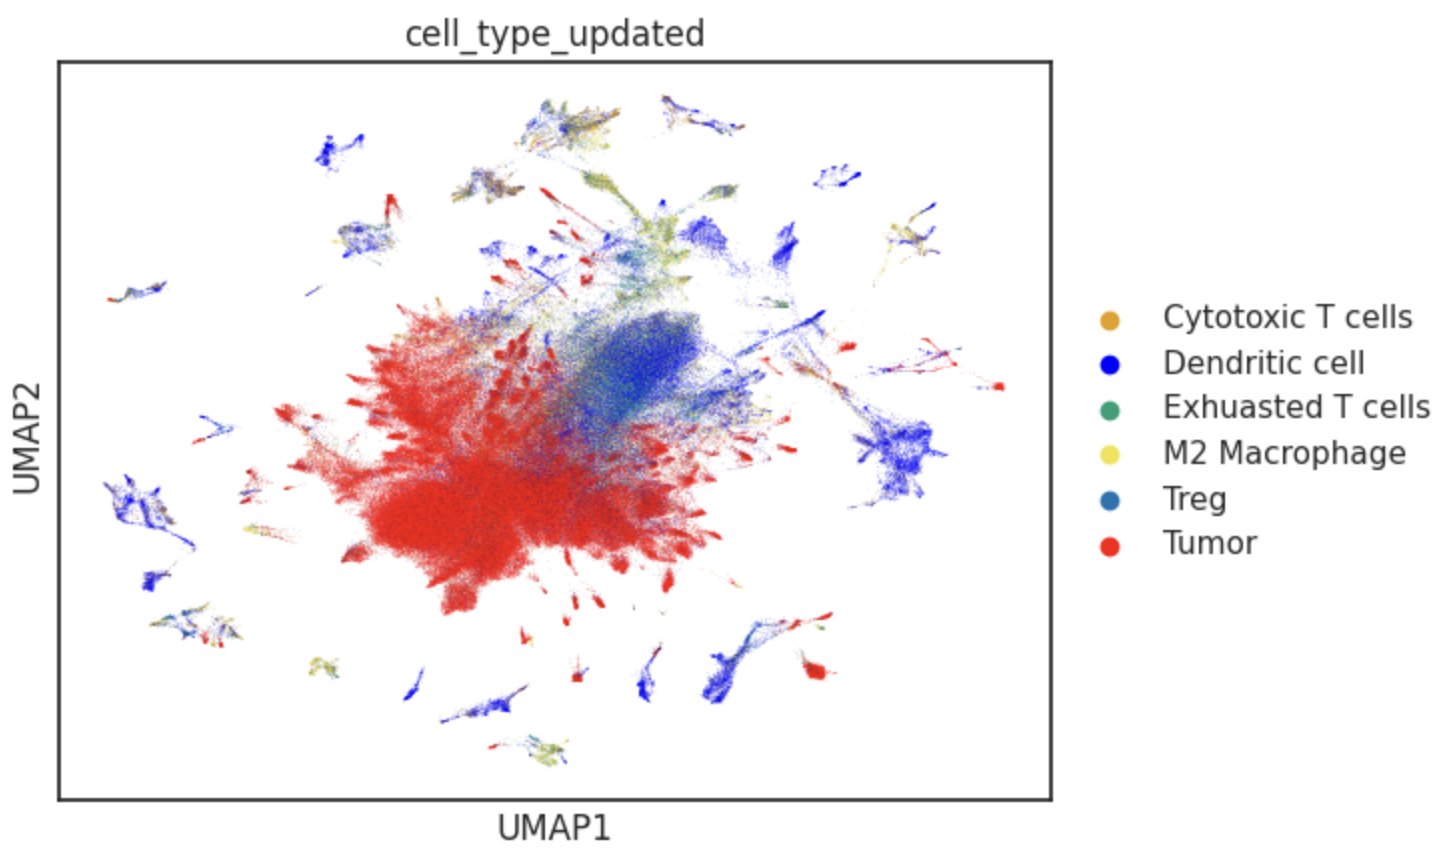 cell_type_updated
UMAP2
UMAP1
Cytotoxic T cells
Dendritic cell
Exhuasted T cells
M2 Macrophage
Treg
Tumor